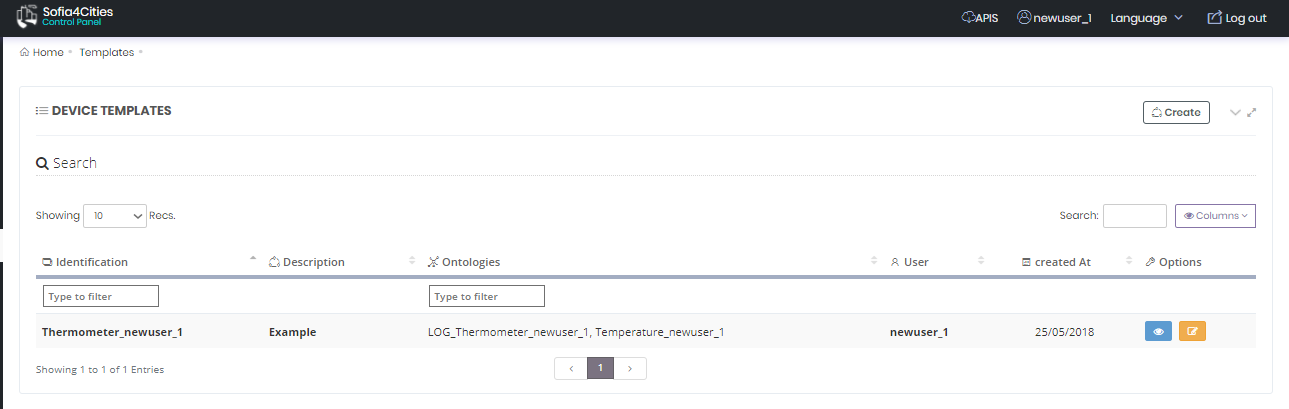 Sofia4Cities
Control Panel
APIS newuser_1 Language Log out
Home Templates
DEVICE TEMPLATES
Create
Search
Showing 10 Recs.
Search: Columns
Identification Description Ontologies User created At Options
Type to filter Type to filter
Thermometer_newuser_1 Example LOG_Thermometer_newuser_1, Temperature_newuser_1 newuser_1 25/05/2018
Showing 1 to 1 of 1 Entries
1